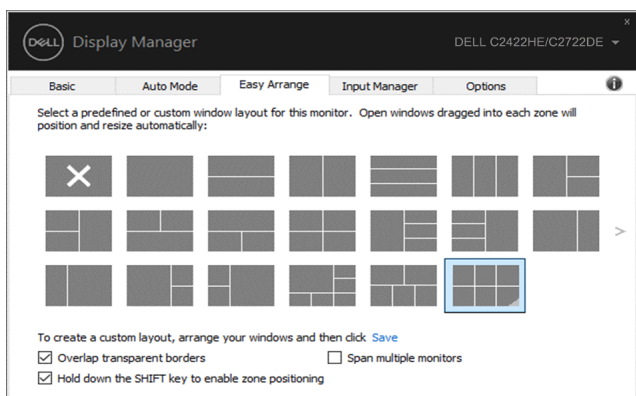 x
DELL Display Manager DELL C2422HE/C2722DE
Basic Auto Mode Easy Arrange Input Manager Options i
Select a predefined or custom window layout for this monitor. Open windows dragged into each zone will
position and resize automatically:
>
To create a custom layout, arrange your windows and then click Save
Overlap transparent borders Span multiple monitors
Hold down the SHIFT key to enable zone positioning